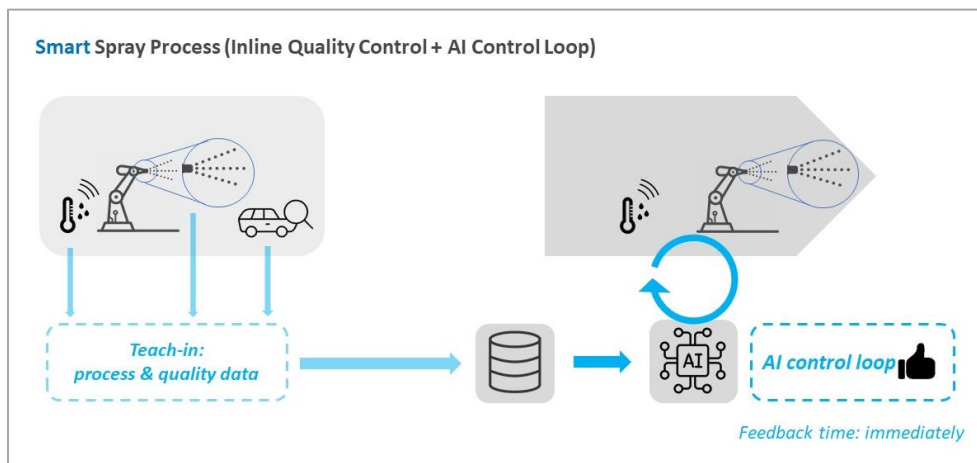 Smart Spray Process (Inline Quality Control + AI Control Loop)
Teach-in:
process & quality data
AI
AI control loop
Feedback time: immediately